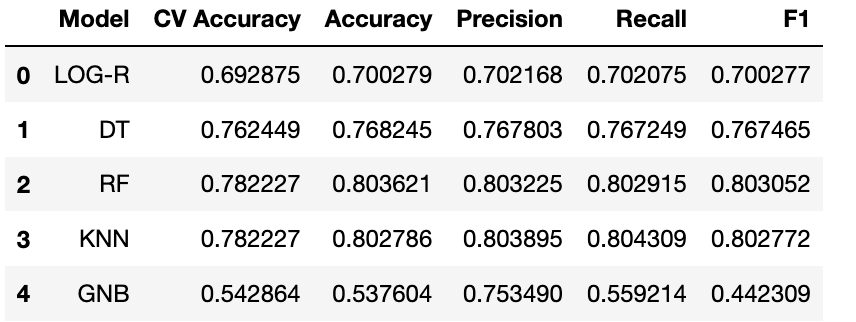 Model CV Accuracy Accuracy Precision Recall F1
0 LOG-R 0.692875 0.700279 0.702168 0.702075 0.700277
1 DT 0.762449 0.768245 0.767803 0.767249 0.767465
2 RF 0.782227 0.803621 0.803225 0.802915 0.803052
3 KNN 0.782227 0.802786 0.803895 0.804309 0.802772
4 GNB 0.542864 0.537604 0.753490 0.559214 0.442309